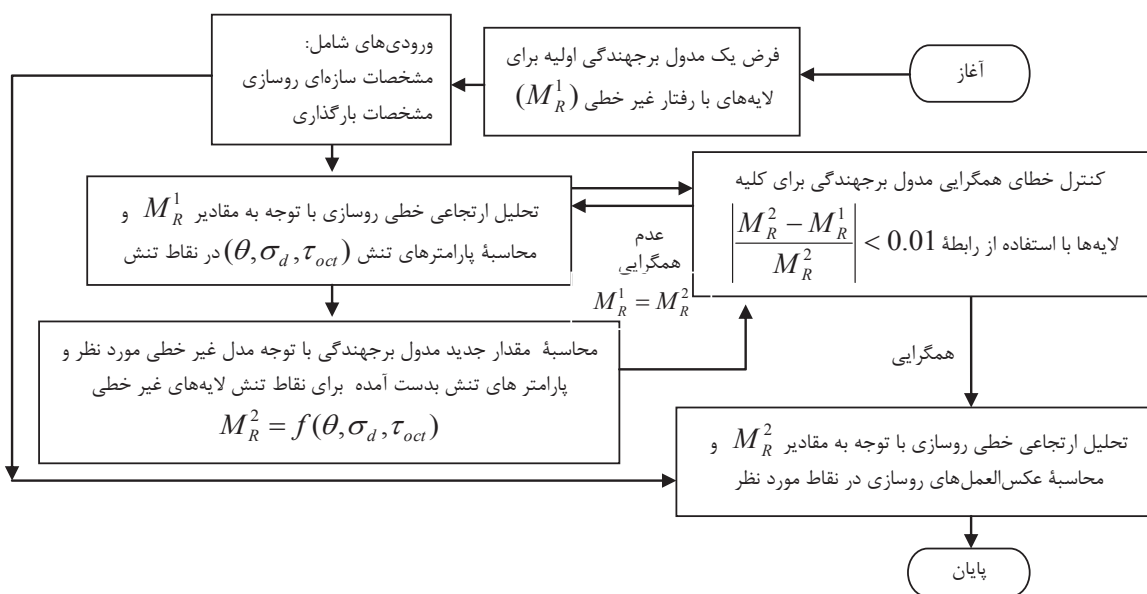 آغاز
فرض یک مدول برجهندگی اولیه برای
لایه‌های با رفتار غیر خطی (M_R^1)
ورودی‌های شامل:
مشخصات سازه‌ای روسازی
مشخصات بارگذاری
تحلیل ارتجاعی خطی روسازی با توجه به مقادیر M_R^1 و
محاسبۀ پارامترهای تنش (θ,σ_d,τ_oct) در نقاط تنش
محاسبۀ مقدار جدید مدول برجهندگی با توجه مدل غیر خطی مورد نظر و
پارامتر های تنش بدست آمده برای نقاط تنش لایه‌های غیر خطی
M_R^2 = f(θ,σ_d,τ_oct)
کنترل خطای همگرایی مدول برجهندگی برای کلیه
لایه‌ها با استفاده از رابطۀ |(M_R^2 − M_R^1) / M_R^2| < 0.01
عدم
همگرایی
M_R^1 = M_R^2
همگرایی
تحلیل ارتجاعی خطی روسازی با توجه به مقادیر M_R^2 و
محاسبۀ عکس‌العمل‌های روسازی در نقاط مورد نظر
پایان